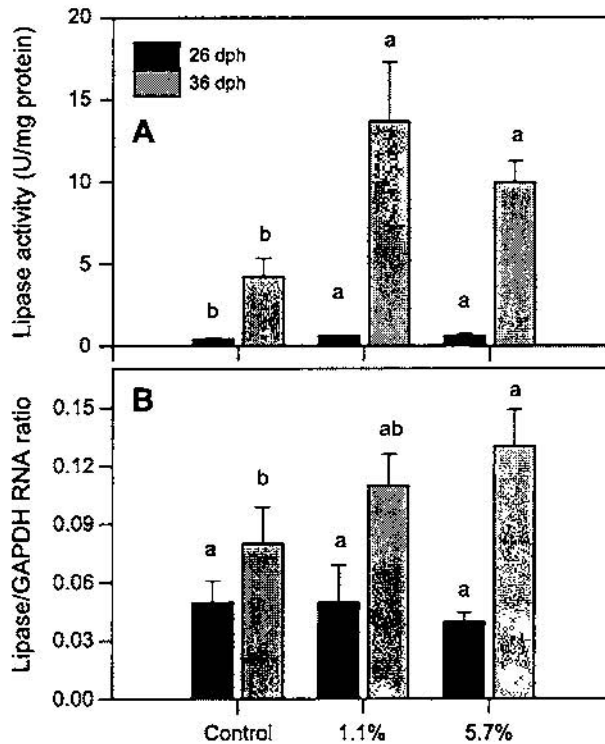 Lipase activity (U/mg protein)
20
15
10
5
0
26 dph
36 dph
A
b
b
a
a
a
a
Lipase/GAPDH RNA ratio
0.15
0.12
0.09
0.06
0.03
0.00
B
a
b
a
ab
a
a
Control 1.1% 5.7%